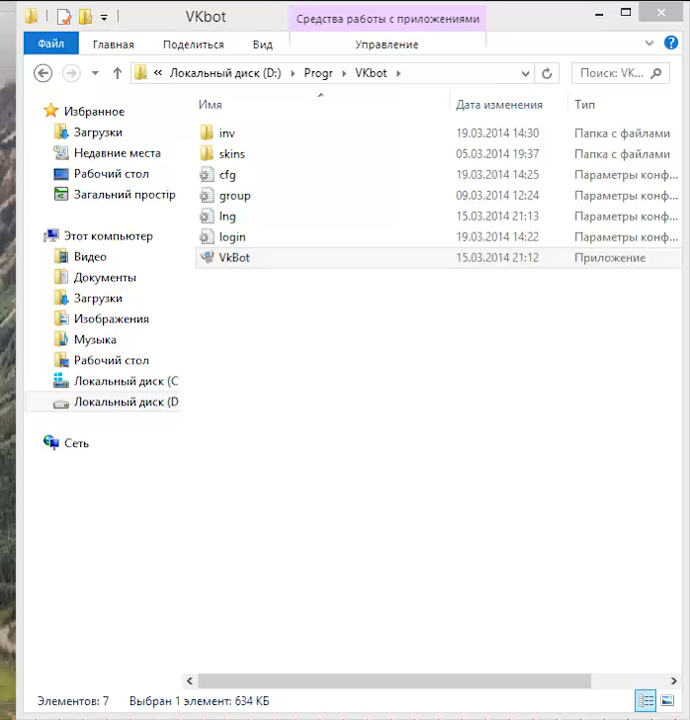 VKbot
Средства работы с приложениями
Файл
Главная
Поделиться
Вид
Управление
« Локальный диск (D:) Progr VKbot
Поиск: VK...
Избранное
Загрузки
Недавние места
Рабочий стол
Загальний простір
Этот компьютер
Видео
Документы
Загрузки
Изображения
Музыка
Рабочий стол
Локальный диск (C
Локальный диск (D
Сеть
Имя Дата изменения Тип
inv 19.03.2014 14:30 Папка с файлами
skins 05.03.2014 19:37 Папка с файлами
cfg 19.03.2014 14:25 Параметры конф...
group 09.03.2014 12:24 Параметры конф...
lng 15.03.2014 21:13 Параметры конф...
login 19.03.2014 14:22 Параметры конф...
VkBot 15.03.2014 21:12 Приложение
Элементов: 7 Выбран 1 элемент: 634 КБ